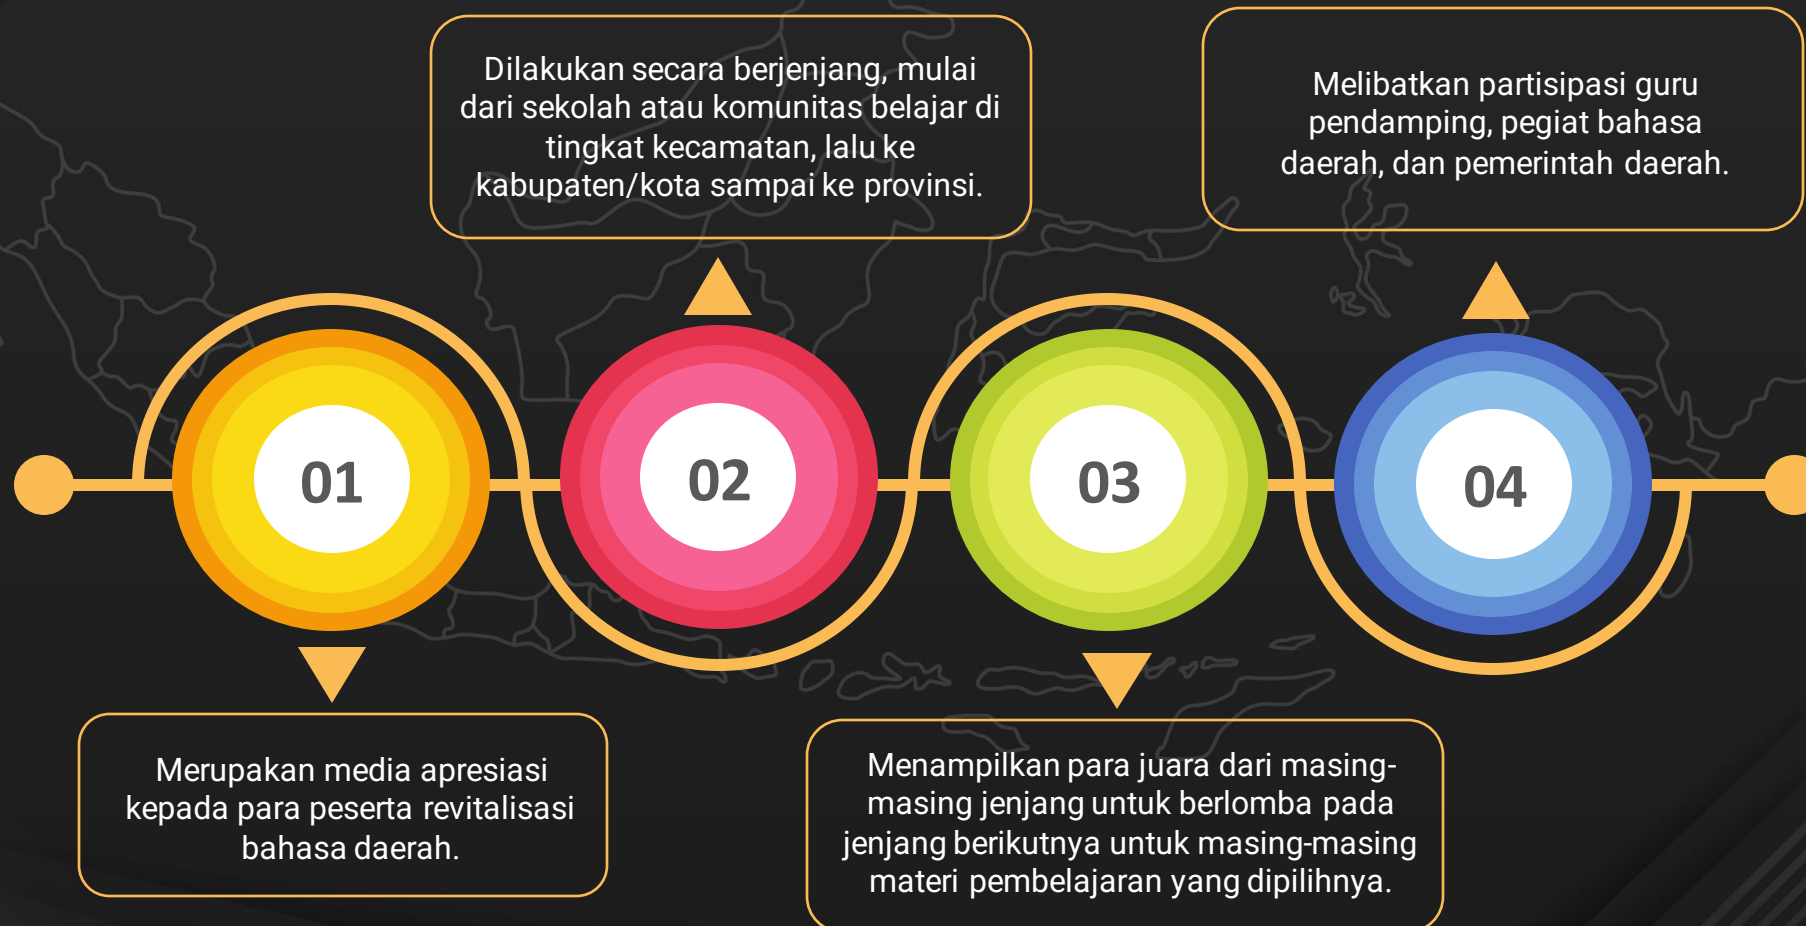 01
Merupakan media apresiasi
kepada para peserta revitalisasi
bahasa daerah.
02
Dilakukan secara berjenjang, mulai
dari sekolah atau komunitas belajar di
tingkat kecamatan, lalu ke
kabupaten/kota sampai ke provinsi.
03
Menampilkan para juara dari masing-
masing jenjang untuk berlomba pada
jenjang berikutnya untuk masing-masing
materi pembelajaran yang dipilihnya.
04
Melibatkan partisipasi guru
pendamping, pegiat bahasa
daerah, dan pemerintah daerah.